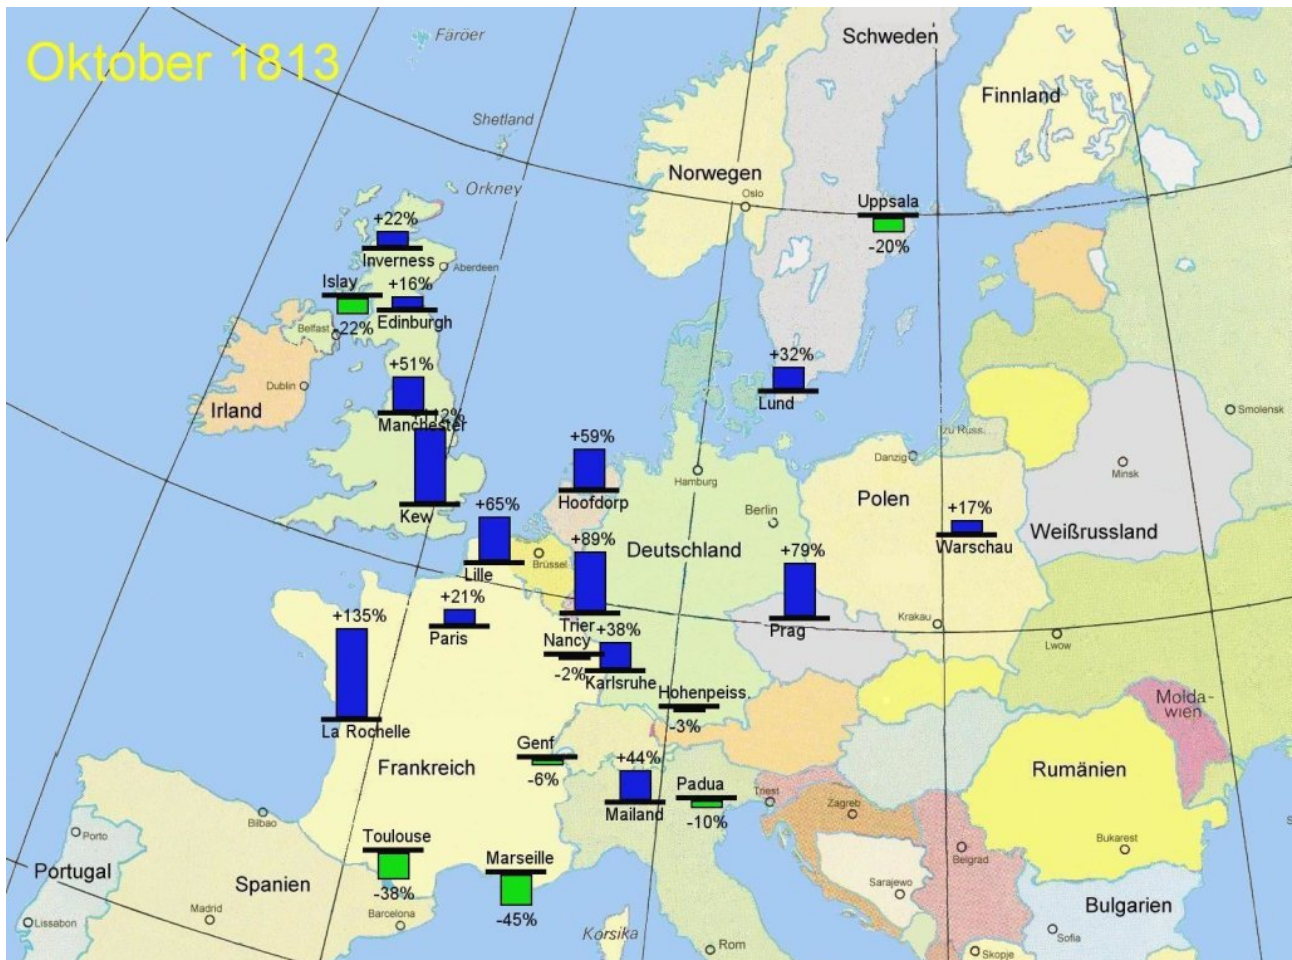 Oktober 1813
Färöer
Schweden
Finnland
Shetland
Norwegen
Orkney
Oslo
Uppsala
-20%
+22%
Inverness
Aberdeen
Islay
+16%
-22%
Edinburgh
Belfast
+51%
+32%
Dublin
Irland
Manchester
Lund
Smolensk
zu Russ.
+59%
Danzig
Minsk
Hamburg
Hoofdorp
Polen
Kew
+65%
Berlin
+17%
Weißrussland
Warschau
+89%
Deutschland
+79%
Brüssel
Lille
+21%
+135%
Paris
Trier
Prag
Krakau
Nancy
+38%
Lwow
-2%
Karlsruhe
Hohenpeiss.
Molda-
wien
-3%
La Rochelle
Genf
+44%
Frankreich
-6%
Padua
Rumänien
Triest
Zagreb
Mailand
-10%
Bilbao
Porto
Toulouse
Bukarest
Marseille
Belgrad
Portugal
Spanien
-38%
Sarajewo
Bulgarien
Madrid
Barcelona
-45%
Lissabon
Korsika
Rom
Sofia
Skopje